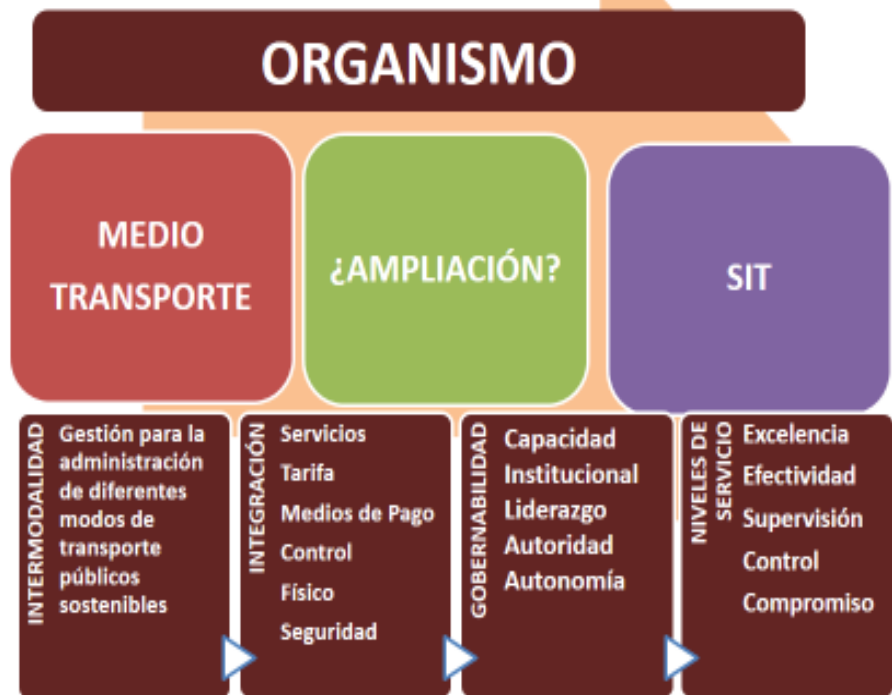 ORGANISMO
MEDIO
TRANSPORTE
¿AMPLIACIÓN?
SIT
INTERMODALIDAD
Gestión para la
administración
de diferentes
modos de
transporte
públicos
sostenibles
INTEGRACIÓN
Servicios
Tarifa
Medios de Pago
Control
Físico
Seguridad
GOBERNABILIDAD
Capacidad
Institucional
Liderazgo
Autoridad
Autonomía
NIVELES DE
SERVICIO
Excelencia
Efectividad
Supervisión
Control
Compromiso